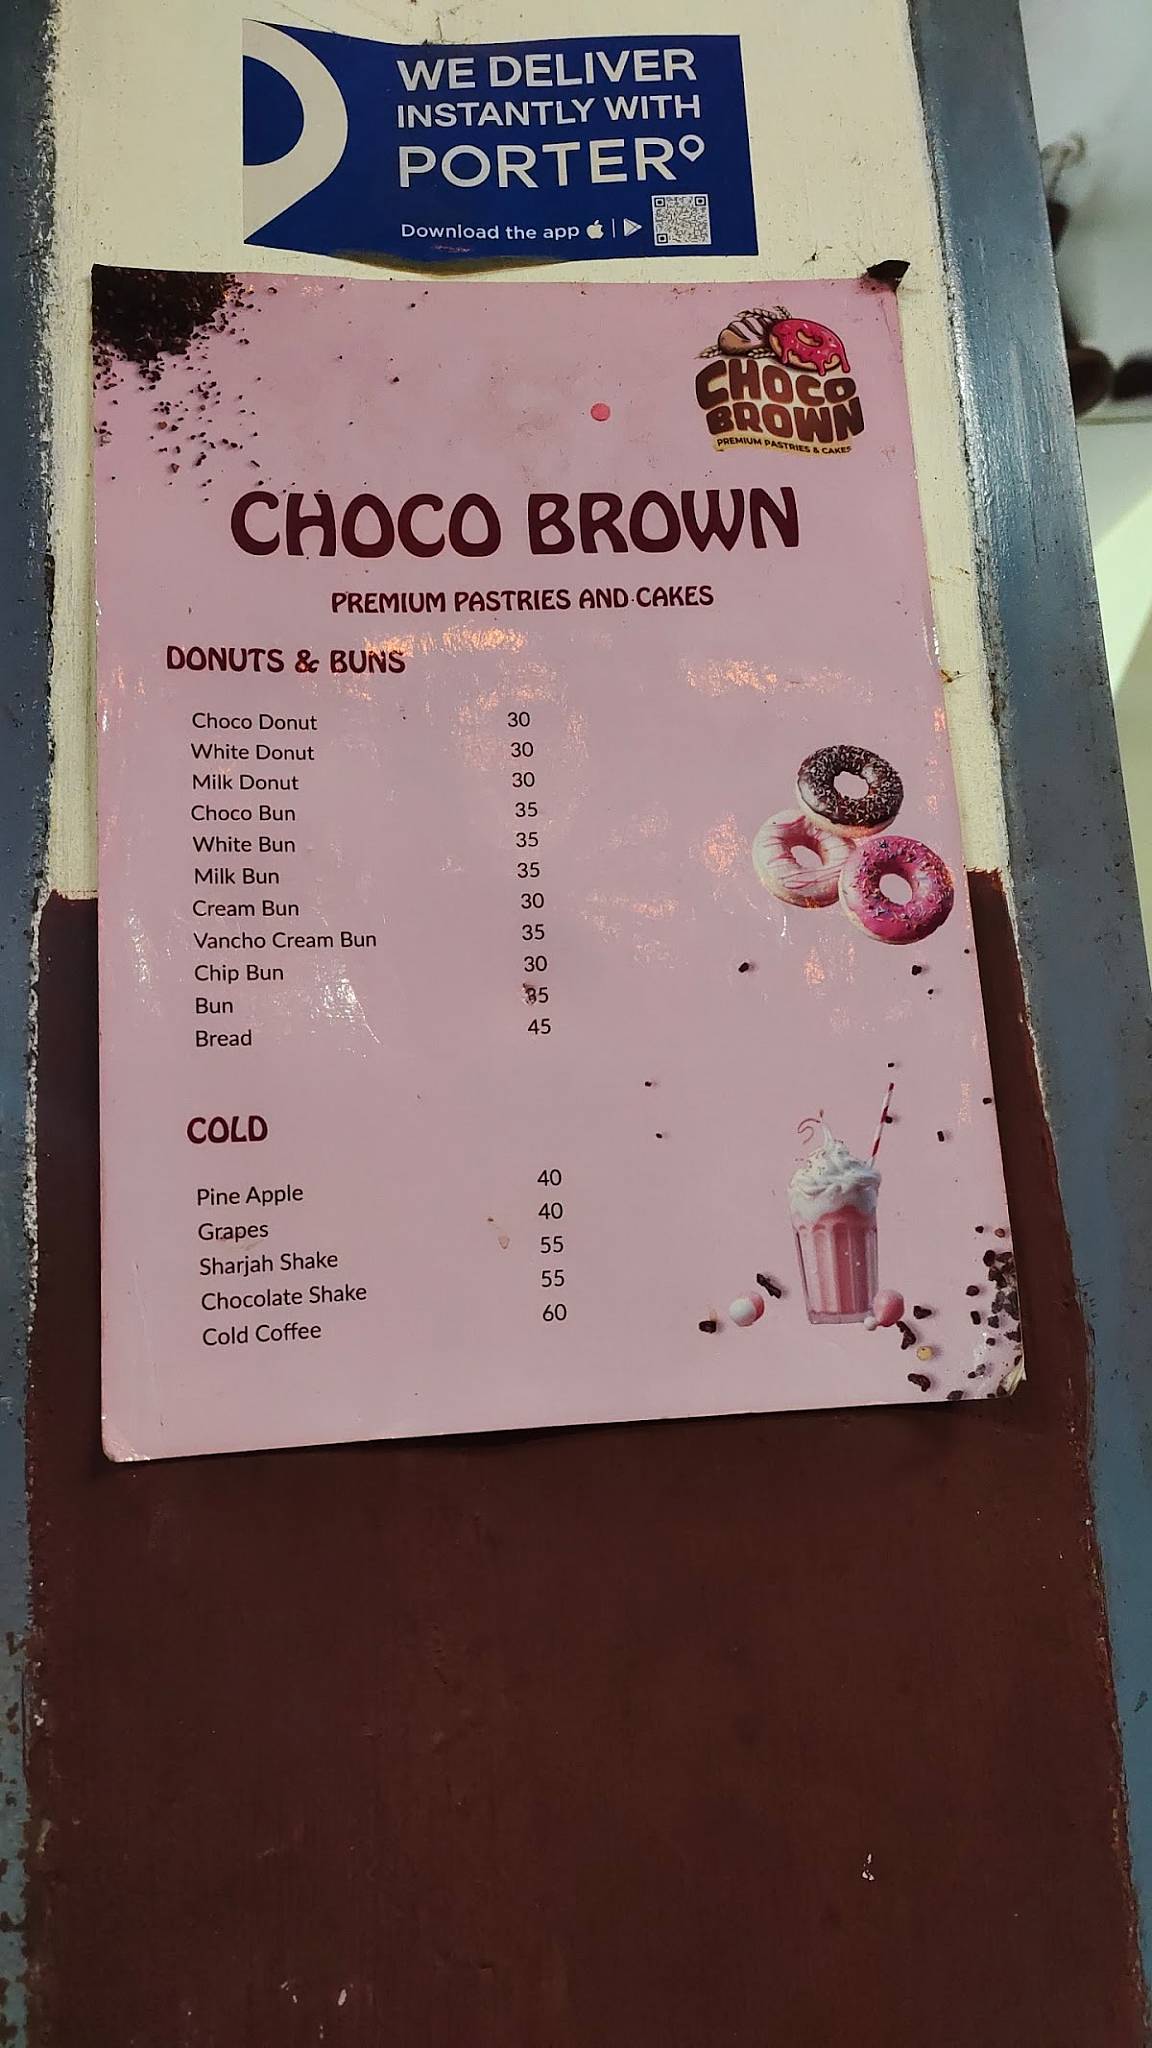 WE DELIVER
INSTANTLY WITH
PORTER
Download the app
CHOCO
BROWN
PREMIUM PASTRIES & CAKES
CHOCO BROWN
PREMIUM PASTRIES AND CAKES
DONUTS & BUNS
Choco Donut 30
White Donut 30
Milk Donut 30
Choco Bun 35
White Bun 35
Milk Bun 35
Cream Bun 30
Vancho Cream Bun 35
Chip Bun 30
Bun 35
Bread 45
COLD
Pine Apple 40
Grapes 40
Sharjah Shake 55
Chocolate Shake 55
Cold Coffee 60